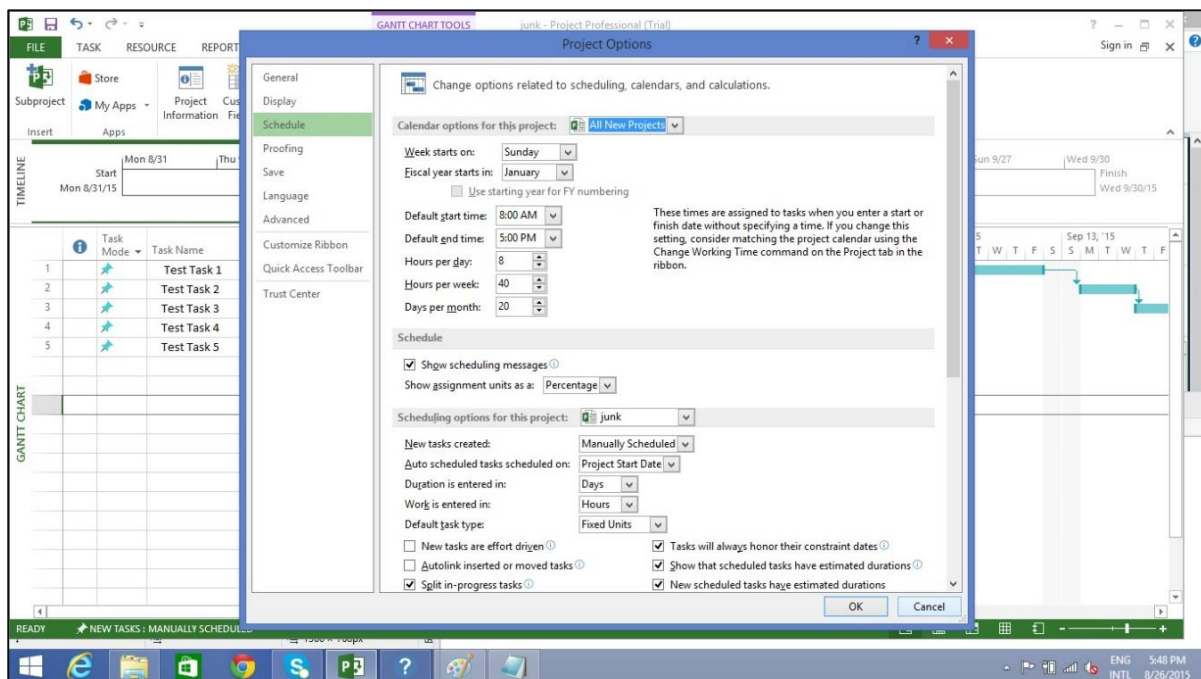 GANTT CHART TOOLS
junk - Project Professional (Trial)
FILE TASK RESOURCE REPORT
Sign in
Subproject
Store
My Apps
Project Information
Insert
Apps
TIMELINE
Mon 8/31
Start
Mon 8/31/15
Sun 9/27
Wed 9/30
Finish
Wed 9/30/15
GANTT CHART
Task Mode
Task Name
1 Test Task 1
2 Test Task 2
3 Test Task 3
4 Test Task 4
5 Test Task 5
Sep 13, '15
T W T F S S M T W T F
Project Options
General
Display
Schedule
Proofing
Save
Language
Advanced
Customize Ribbon
Quick Access Toolbar
Trust Center
Change options related to scheduling, calendars, and calculations.
Calendar options for this project: All New Projects
Week starts on: Sunday
Fiscal year starts in: January
Use starting year for FY numbering
Default start time: 8:00 AM
Default end time: 5:00 PM
Hours per day: 8
Hours per week: 40
Days per month: 20
These times are assigned to tasks when you enter a start or
finish date without specifying a time. If you change this
setting, consider matching the project calendar using the
Change Working Time command on the Project tab in the
ribbon.
Schedule
Show scheduling messages
Show assignment units as a: Percentage
Scheduling options for this project: junk
New tasks created: Manually Scheduled
Auto scheduled tasks scheduled on: Project Start Date
Duration is entered in: Days
Work is entered in: Hours
Default task type: Fixed Units
New tasks are effort driven
Autolink inserted or moved tasks
Split in-progress tasks
Tasks will always honor their constraint dates
Show that scheduled tasks have estimated durations
New scheduled tasks have estimated durations
OK Cancel
READY NEW TASKS : MANUALLY SCHEDULED
ENG
INTL
5:48 PM
8/26/2015